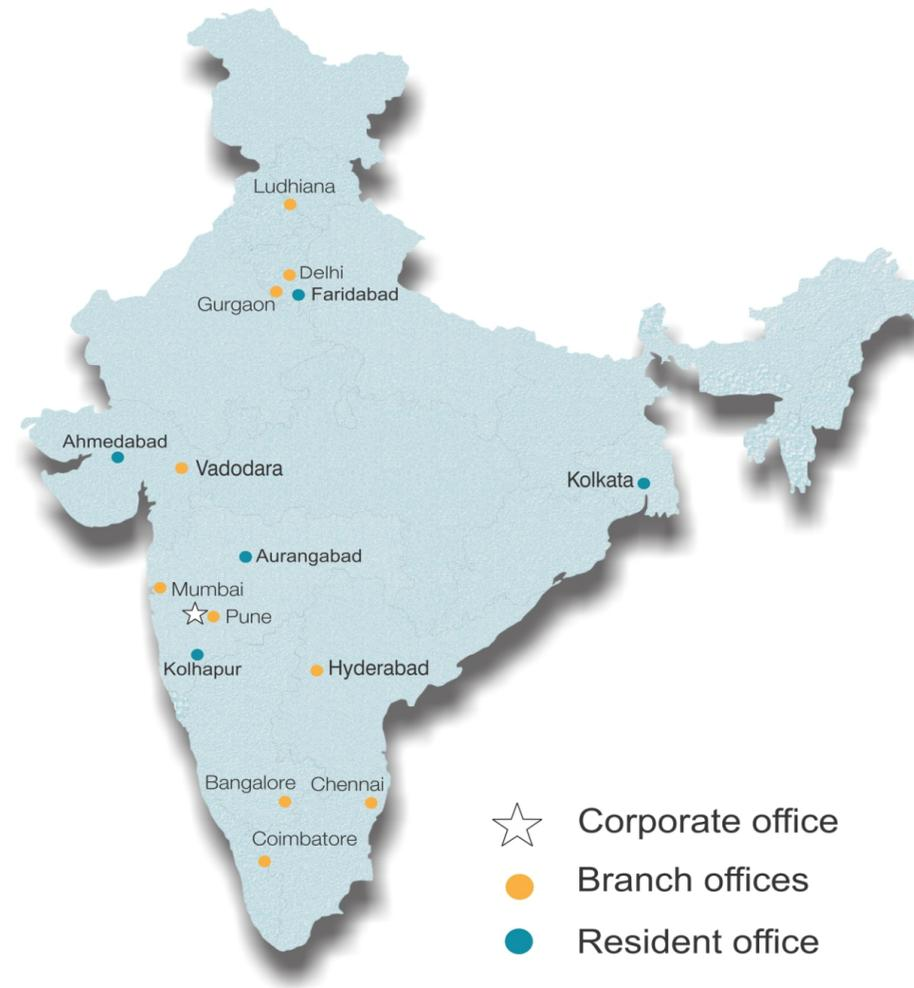 Ludhiana
Delhi
Gurgaon
Faridabad
Ahmedabad
Vadodara
Kolkata
Aurangabad
Mumbai
Pune
Kolhapur
Hyderabad
Bangalore
Chennai
Coimbatore
Corporate office
Branch offices
Resident office